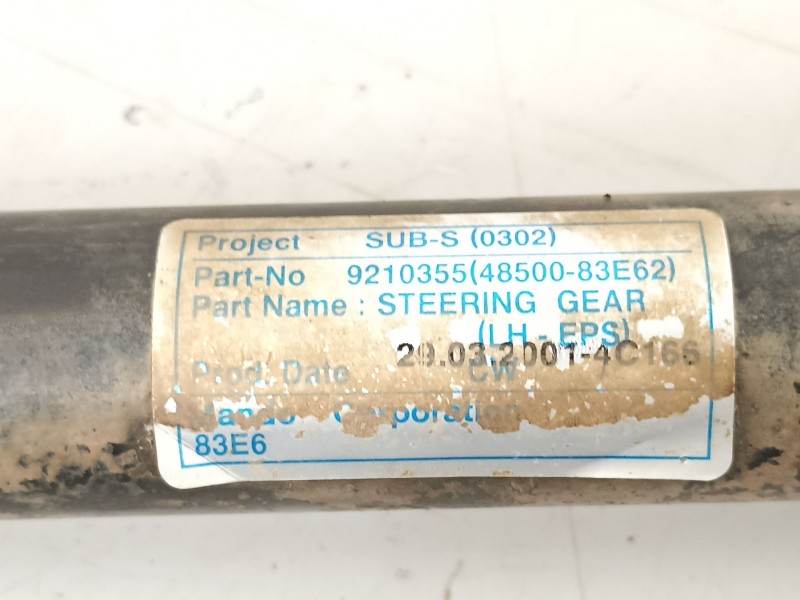 Project SUB-S (0302)
Part-No 9210355(48500-83E62)
Part Name : STEERING GEAR
(LH - EPS)
29.03.2001-4C166
Prod. Date CW
Mando Corporation
83E6